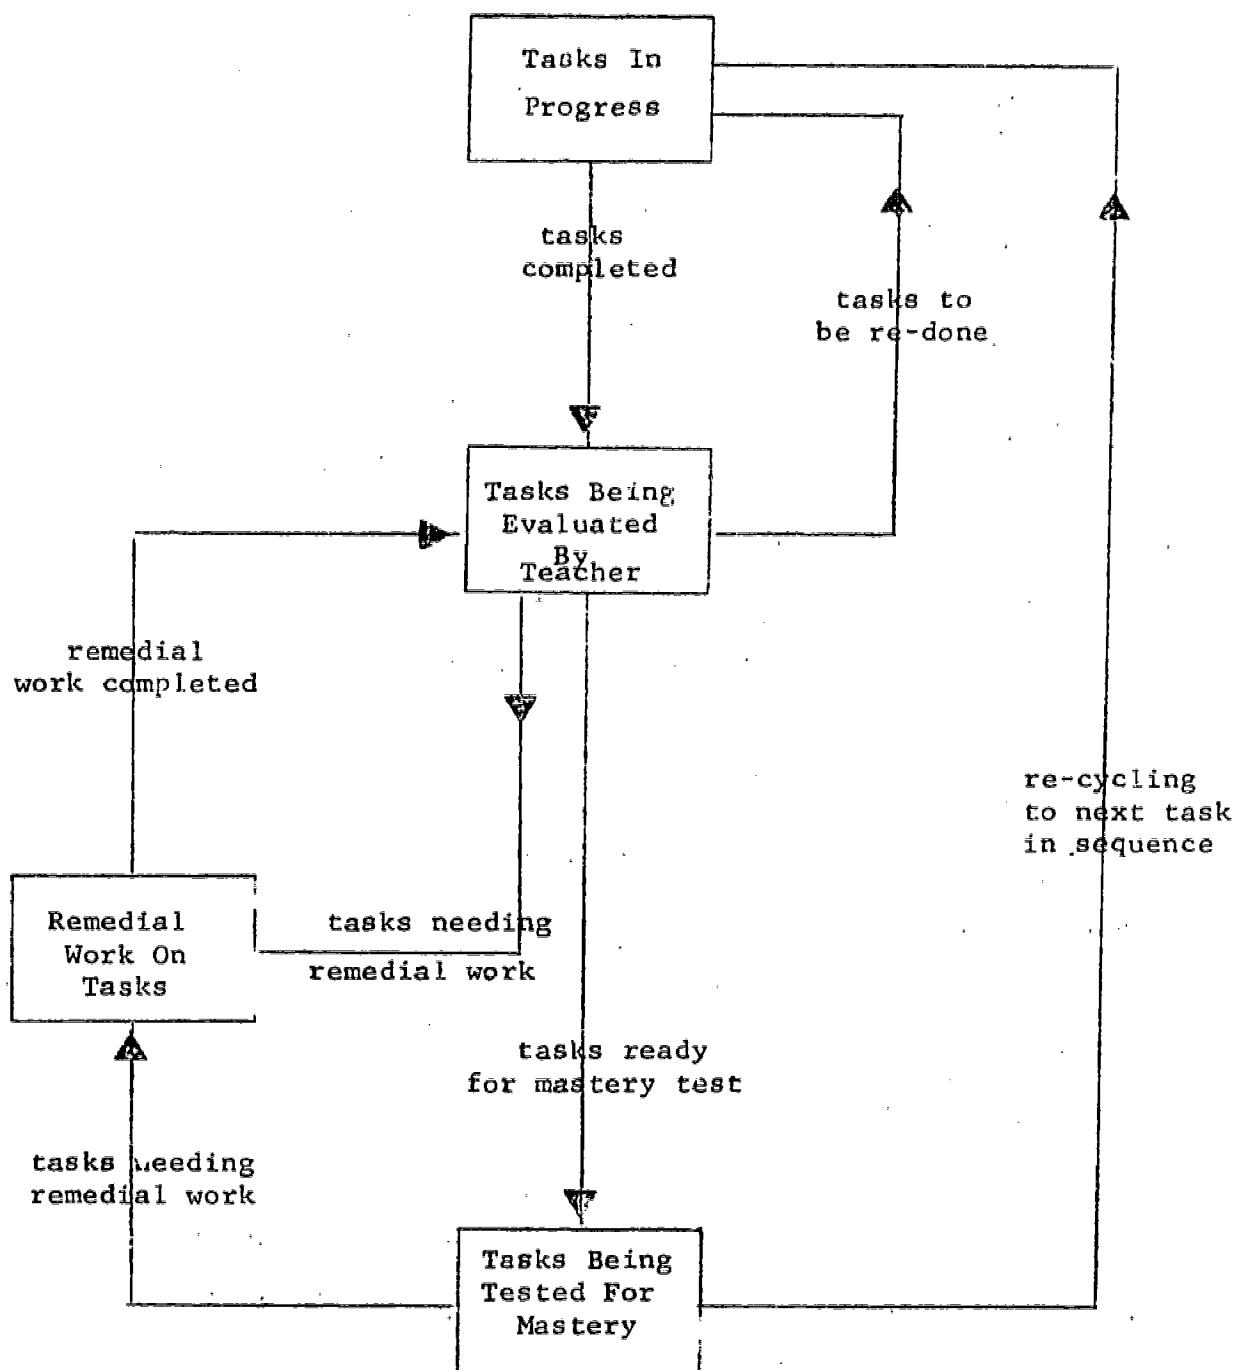 Tasks In
Progress
tasks
completed
tasks to
be re-done
Tasks Being
Evaluated
By
Teacher
remedial
work completed
re-cycling
to next task
in sequence
Remedial
Work On
Tasks
tasks needing
remedial work
tasks ready
for mastery test
tasks needing
remedial work
Tasks Being
Tested For
Mastery